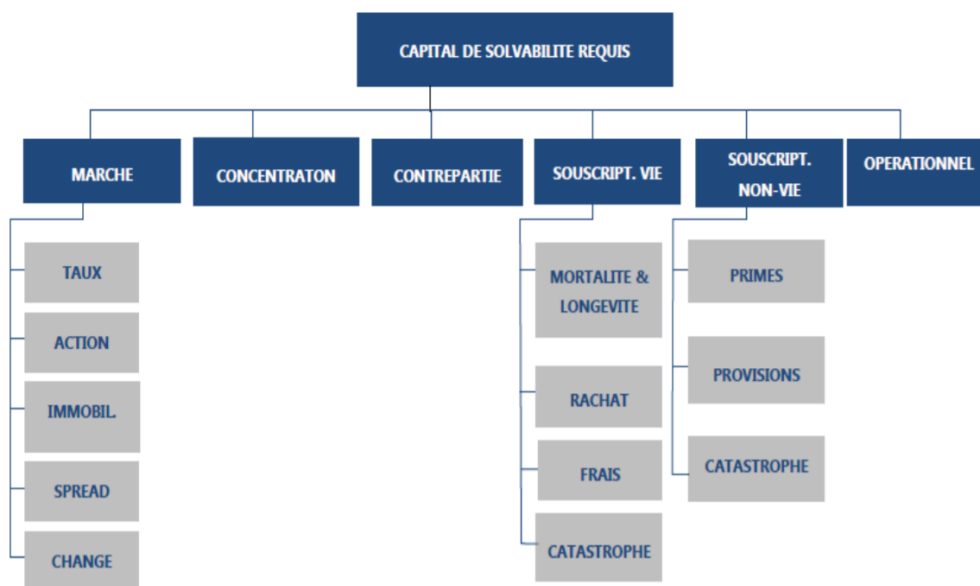 CAPITAL DE SOLVABILITE REQUIS
MARCHE
CONCENTRATON
CONTREPARTIE
SOUSCRIPT. VIE
SOUSCRIPT.
NON-VIE
OPERATIONNEL
TAUX
ACTION
IMMOBIL.
SPREAD
CHANGE
MORTALITE &
LONGEVITE
RACHAT
FRAIS
CATASTROPHE
PRIMES
PROVISIONS
CATASTROPHE